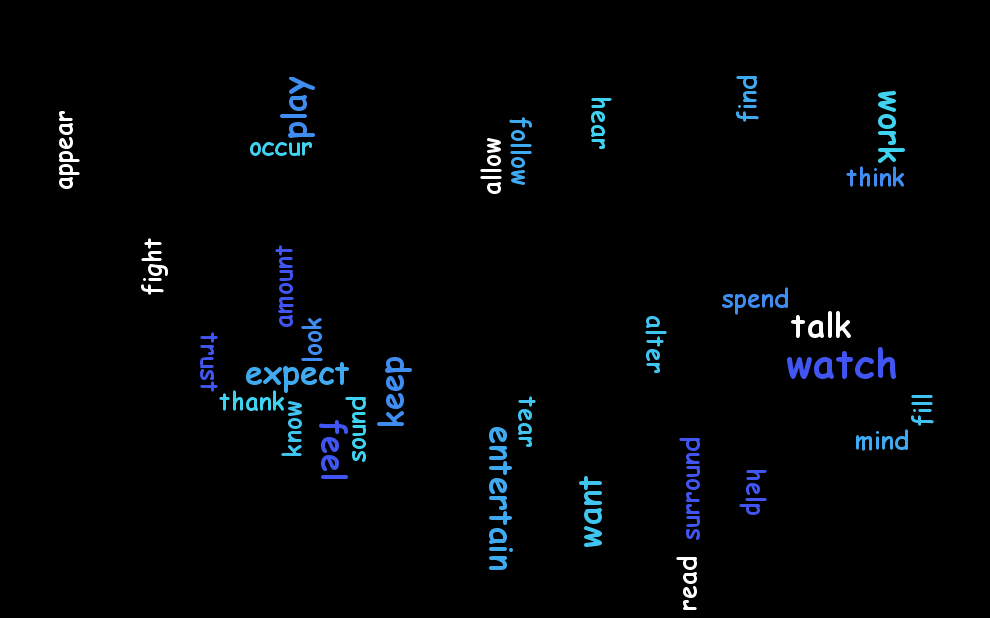 play
find
work
hear
appear
follow
allow
occur
think
fight
amount
spend
talk
look
alter
trust
watch
expect
keep
thank
know
sound
tear
fill
feel
mind
entertain
surround
help
want
read